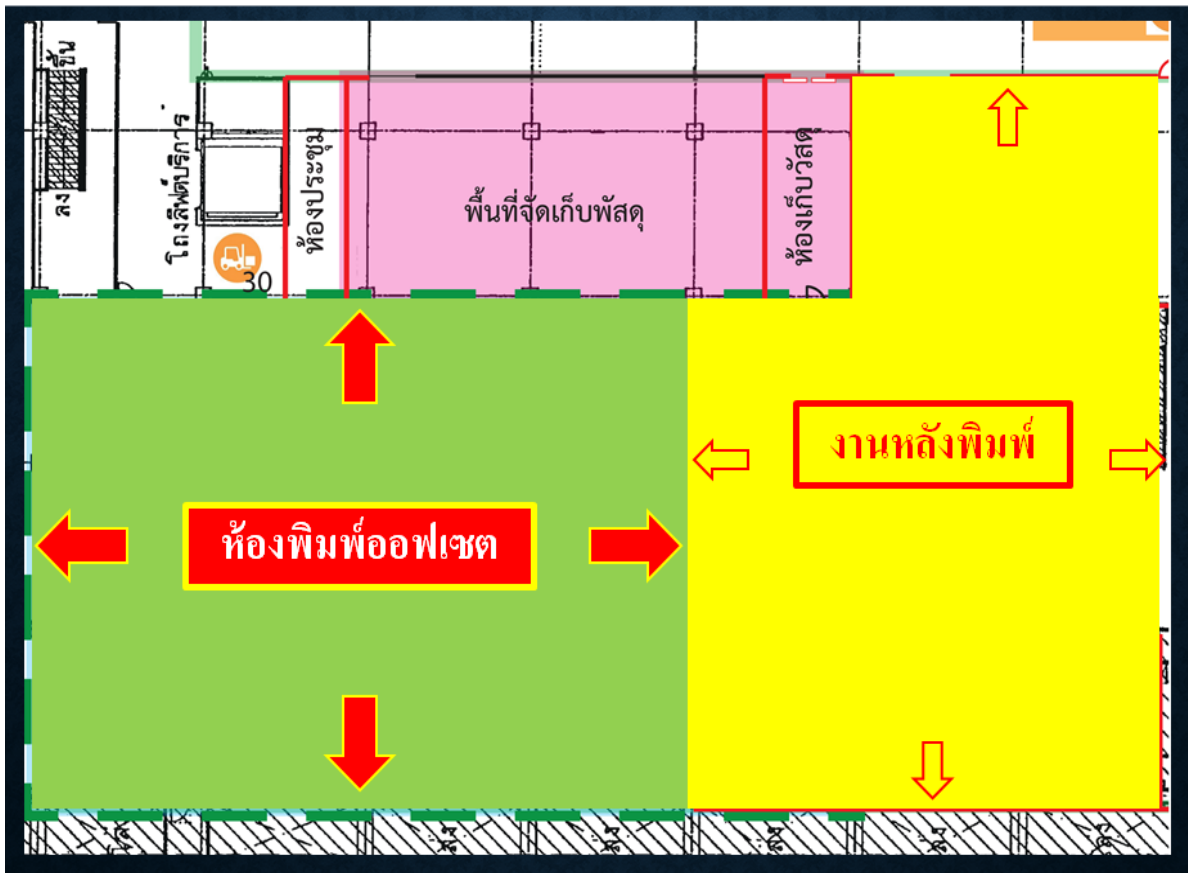 ขึ้น
ลง
โถงลิฟต์บริการ
30
ห้องประชุม
พื้นที่จัดเก็บพัสดุ
ห้องเก็บวัสดุ
งานหลังพิมพ์
ห้องพิมพ์ออฟเซต